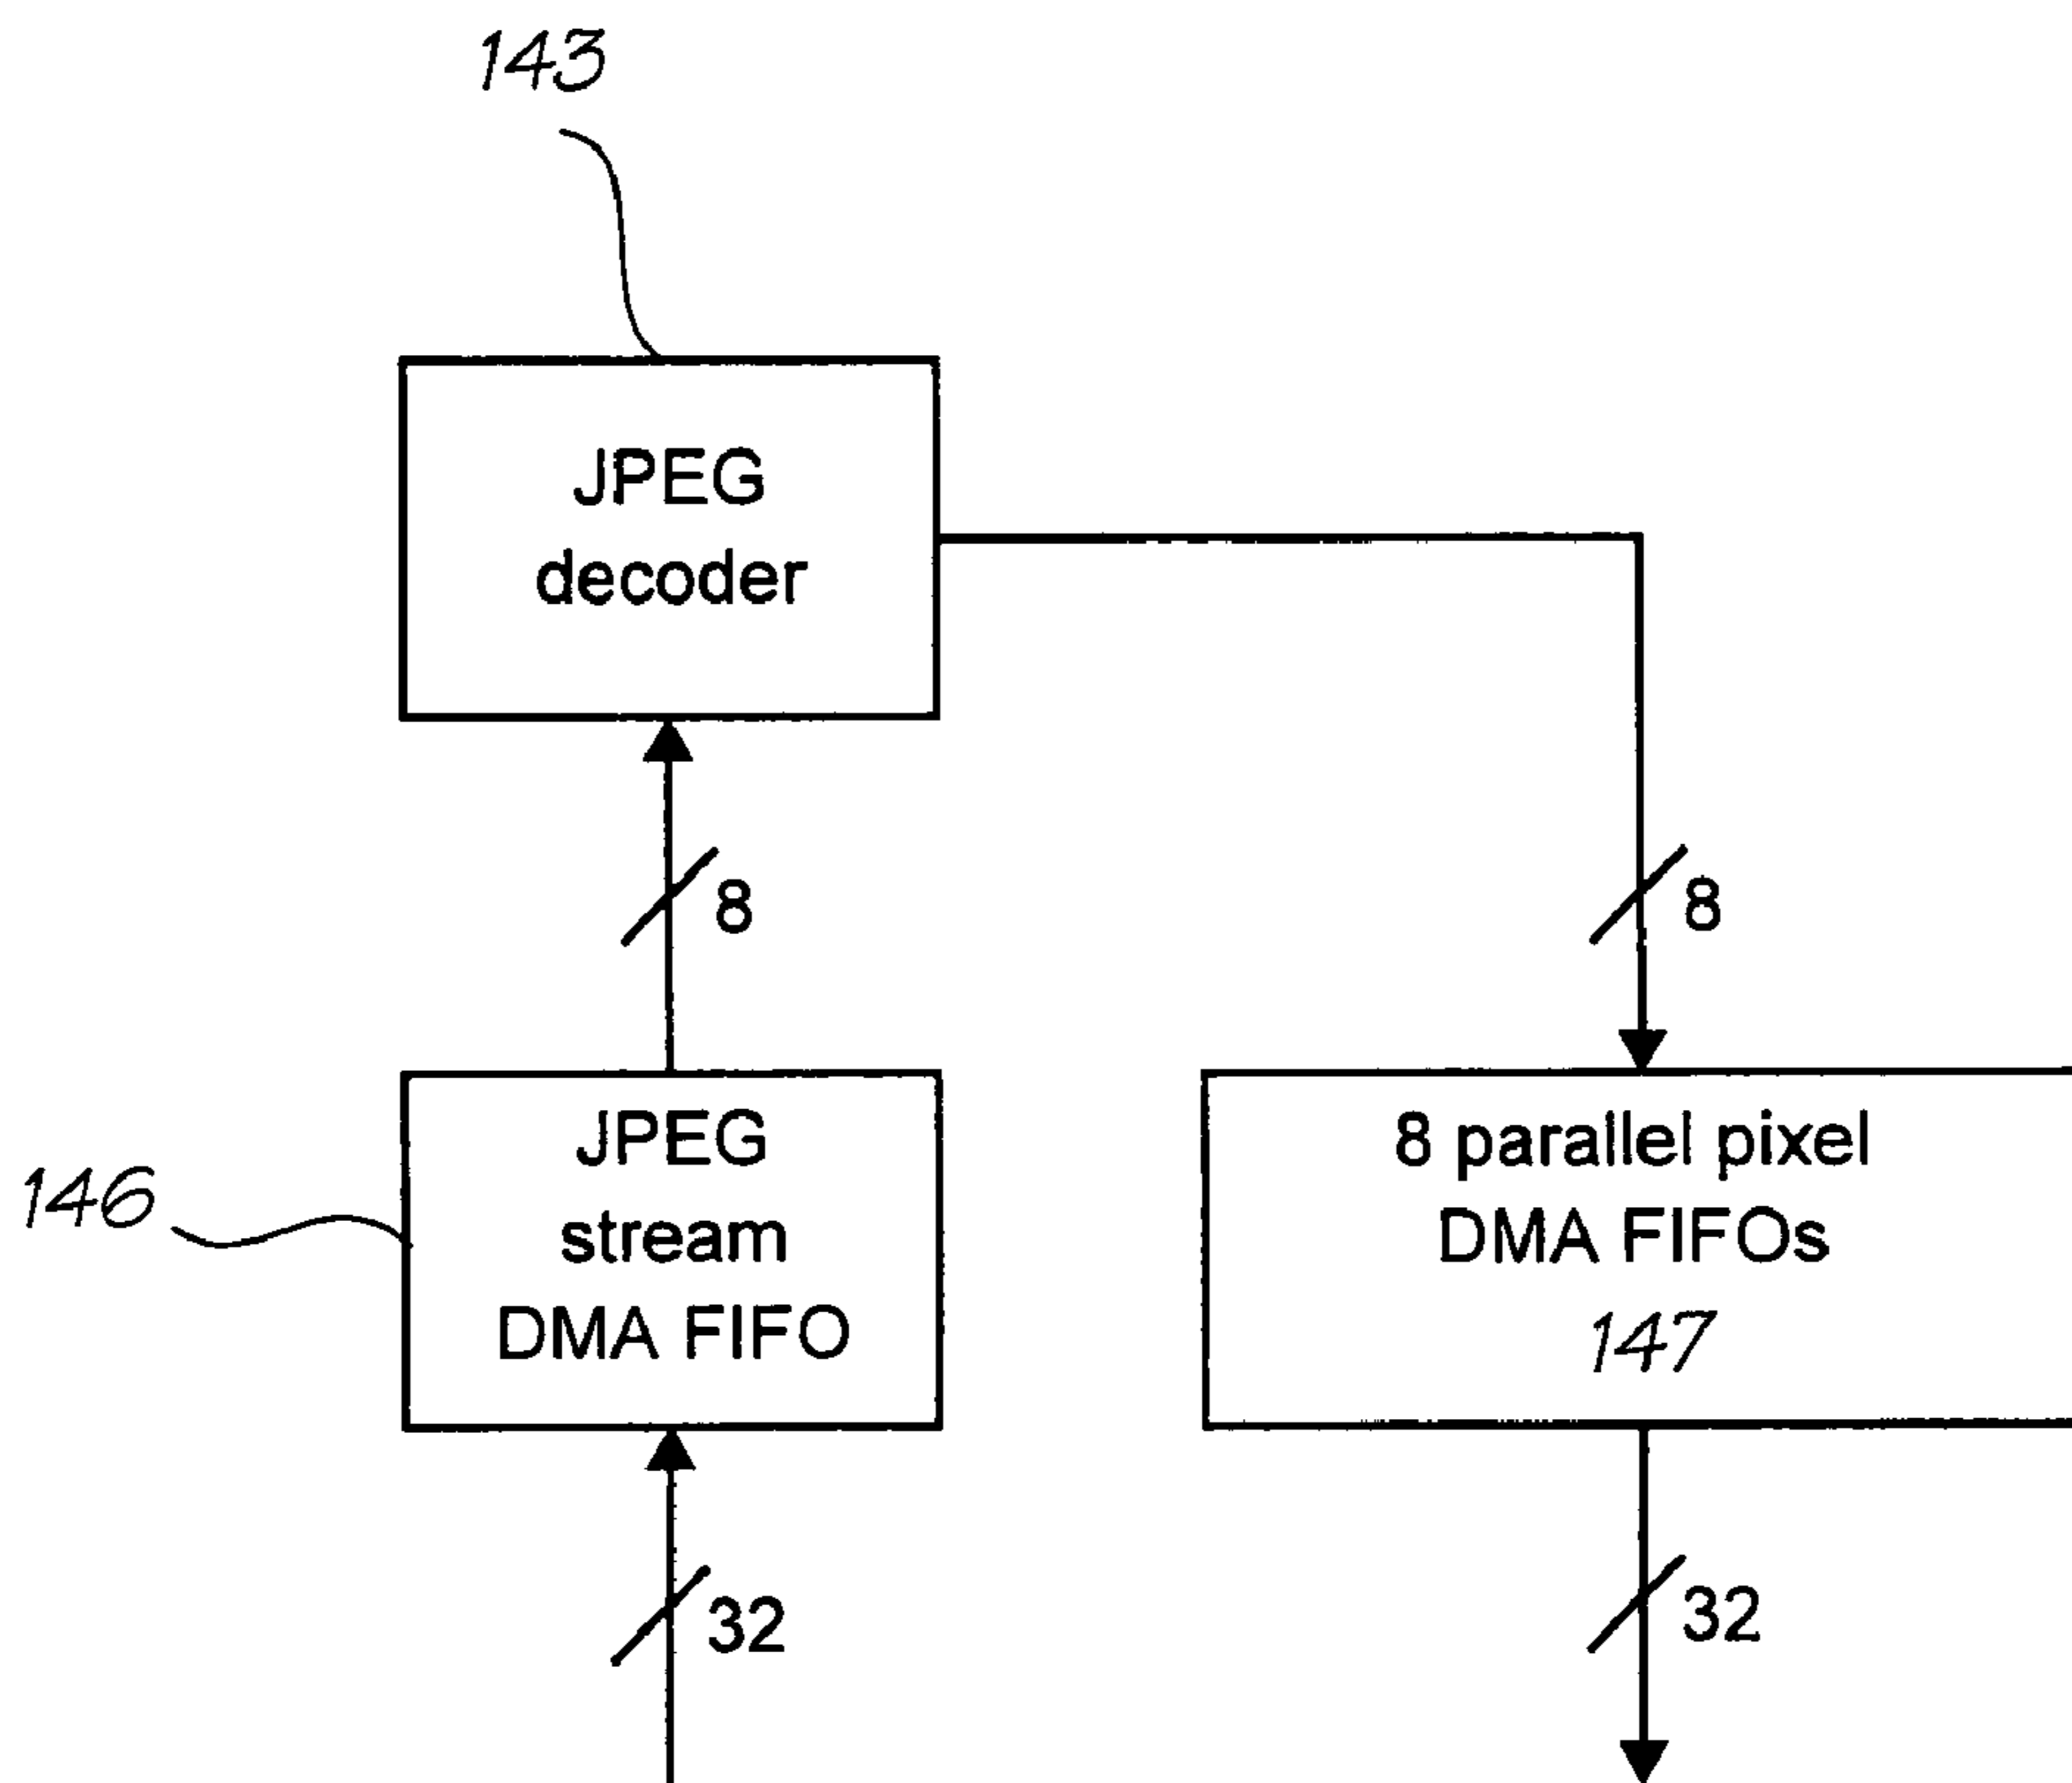 143
JPEG
decoder
8
8
JPEG
stream
DMA FIFO
146
8 parallel pixel
DMA FIFOs
147
32
32